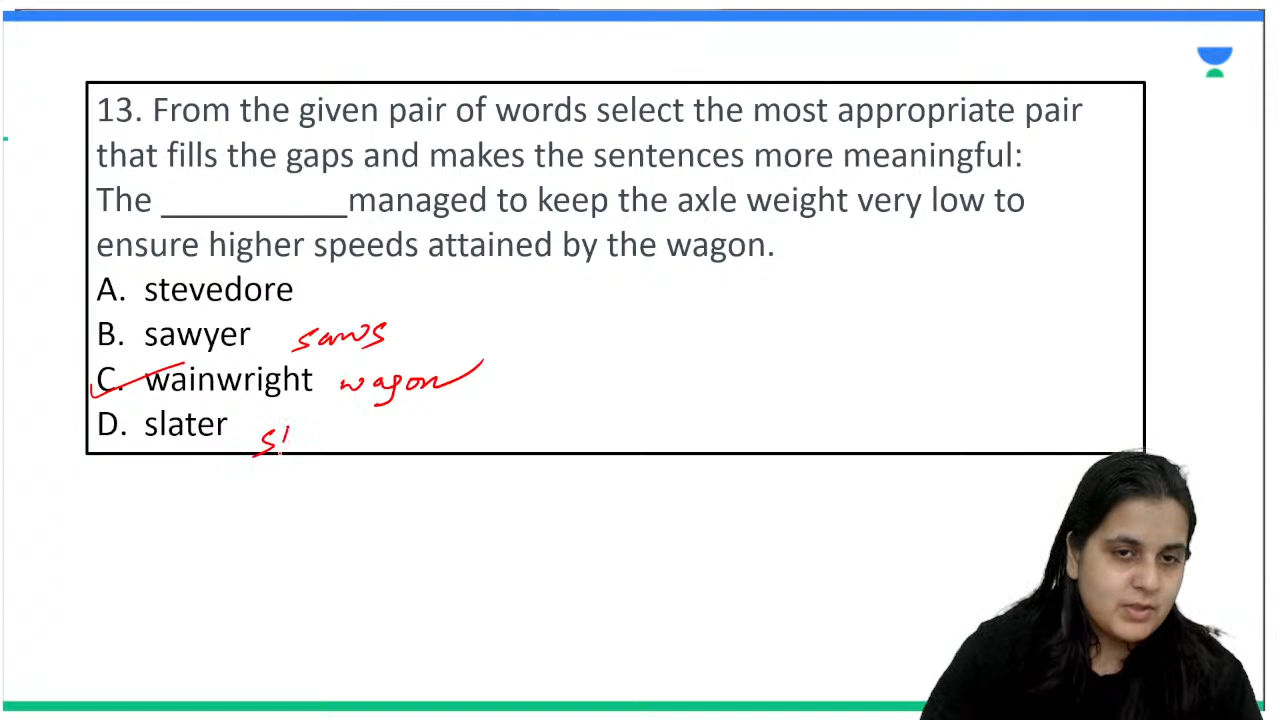 13. From the given pair of words select the most appropriate pair
that fills the gaps and makes the sentences more meaningful:
The __________managed to keep the axle weight very low to
ensure higher speeds attained by the wagon.
A. stevedore
B. sawyer saws
C. wainwright wagon
D. slater sl